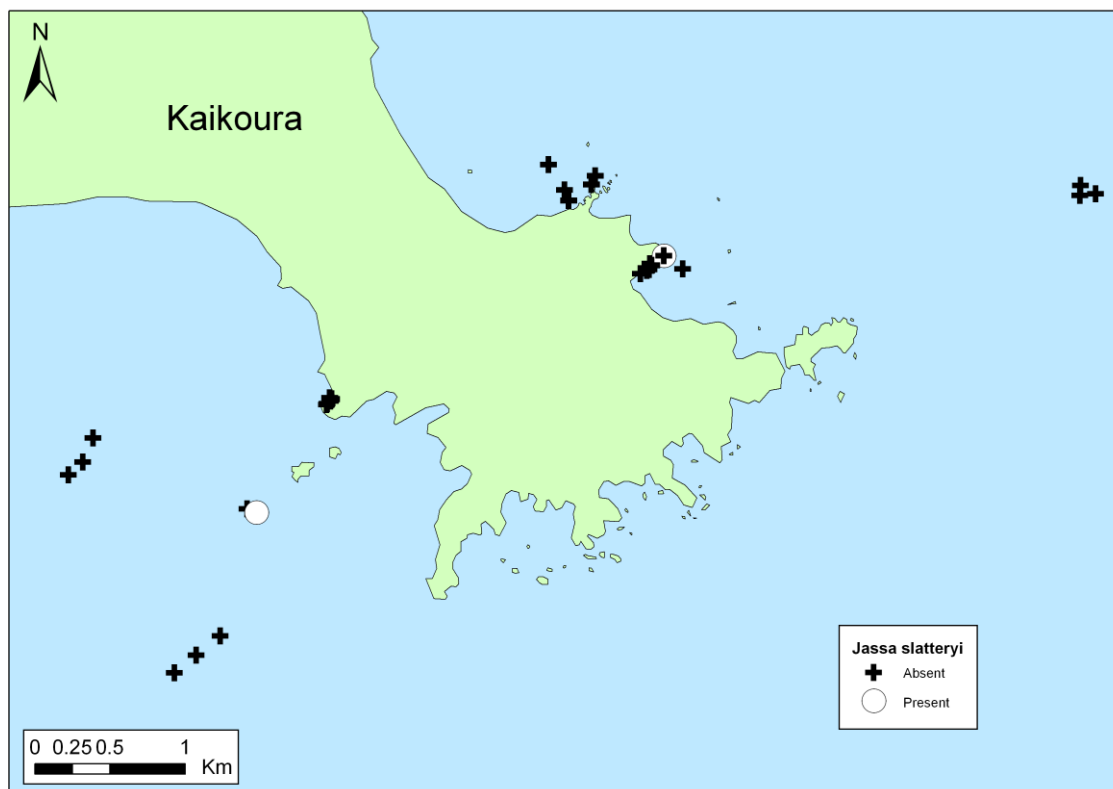 N
Kaikoura
Jassa slatteryi
Absent
Present
0 0.25 0.5 1
Km